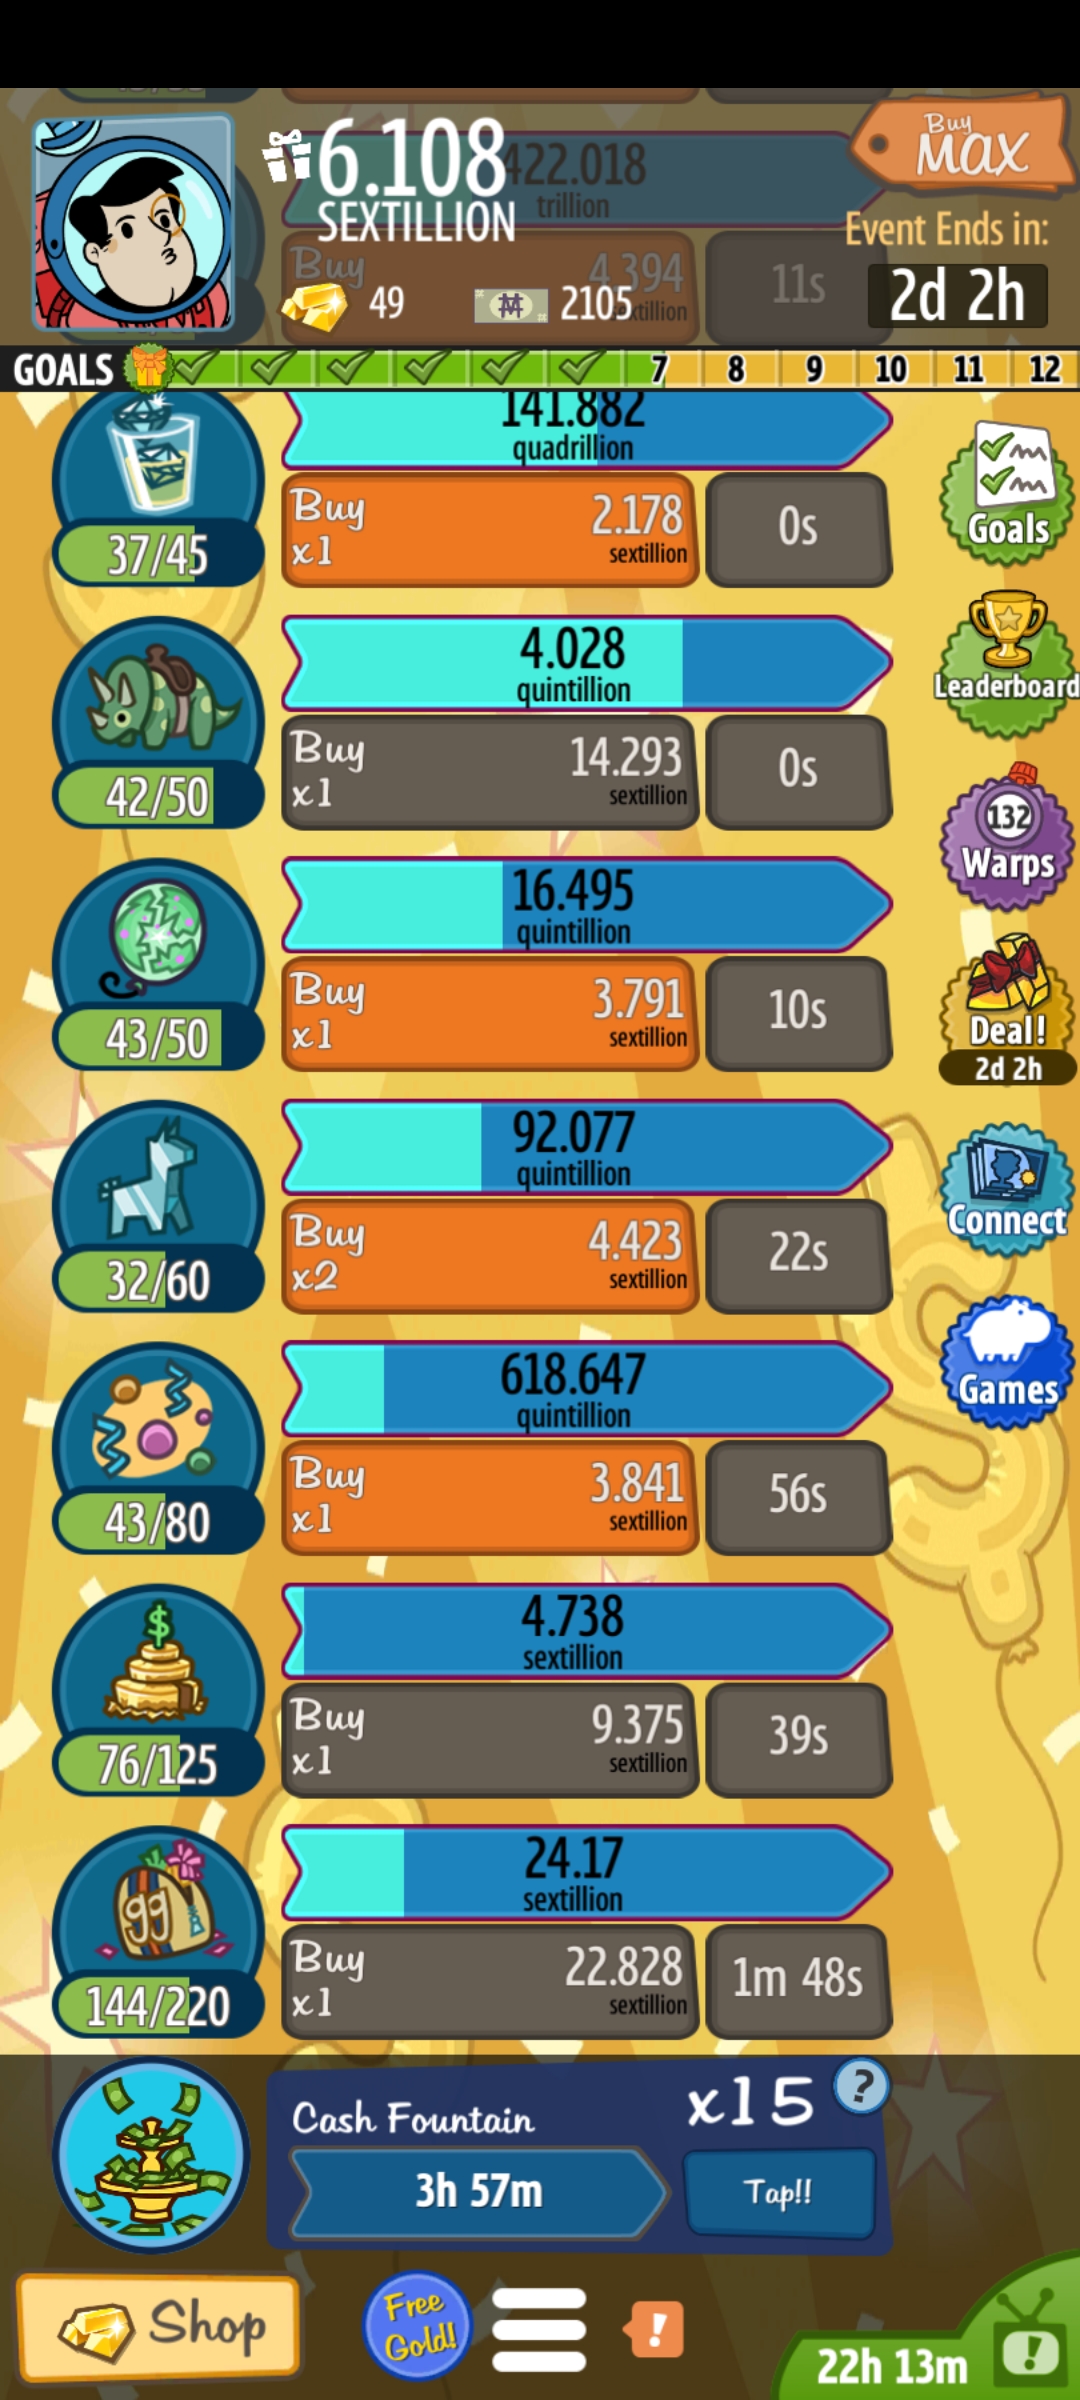 6.108
SEXTILLION
422.018
trillion
Buy
MAX
Event Ends in:
2d 2h
Buy
4.394
11s
49
2105
GOALS
7
8
9
10
11
12
141.882
quadrillion
Buy
x1
2.178
sextillion
0s
37/45
4.028
quintillion
Buy
x1
14.293
sextillion
0s
42/50
16.495
quintillion
Buy
x1
3.791
sextillion
10s
43/50
92.077
quintillion
Buy
x2
4.423
sextillion
22s
32/60
618.647
quintillion
Buy
x1
3.841
sextillion
56s
43/80
4.738
sextillion
Buy
x1
9.375
sextillion
39s
$
76/125
24.17
sextillion
Buy
x1
22.828
sextillion
1m 48s
gg
144/220
Goals
Leaderboard
132
Warps
Deal!
2d 2h
Connect
Games
Cash Fountain
x15
?
3h 57m
Tap!!
Shop
Free
Gold!
!
22h 13m
!